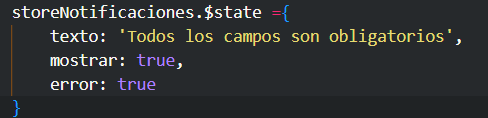 storeNotificaciones.$state ={
    texto: 'Todos los campos son obligatorios',
    mostrar: true,
    error: true
}